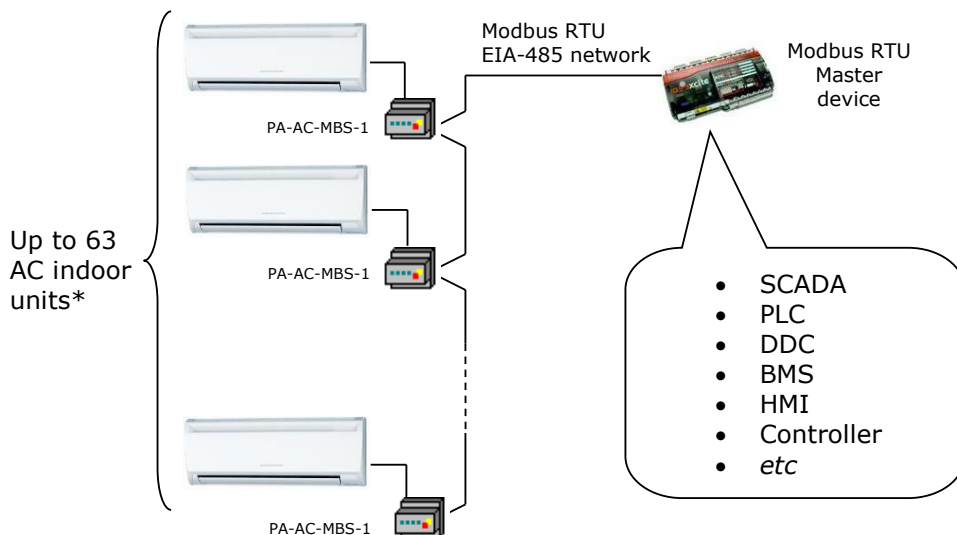 Modbus RTU
EIA-485 network
Modbus RTU
Master
device
PA-AC-MBS-1
Up to 63
AC indoor
units*
PA-AC-MBS-1
• SCADA
• PLC
• DDC
• BMS
• HMI
• Controller
• etc
PA-AC-MBS-1